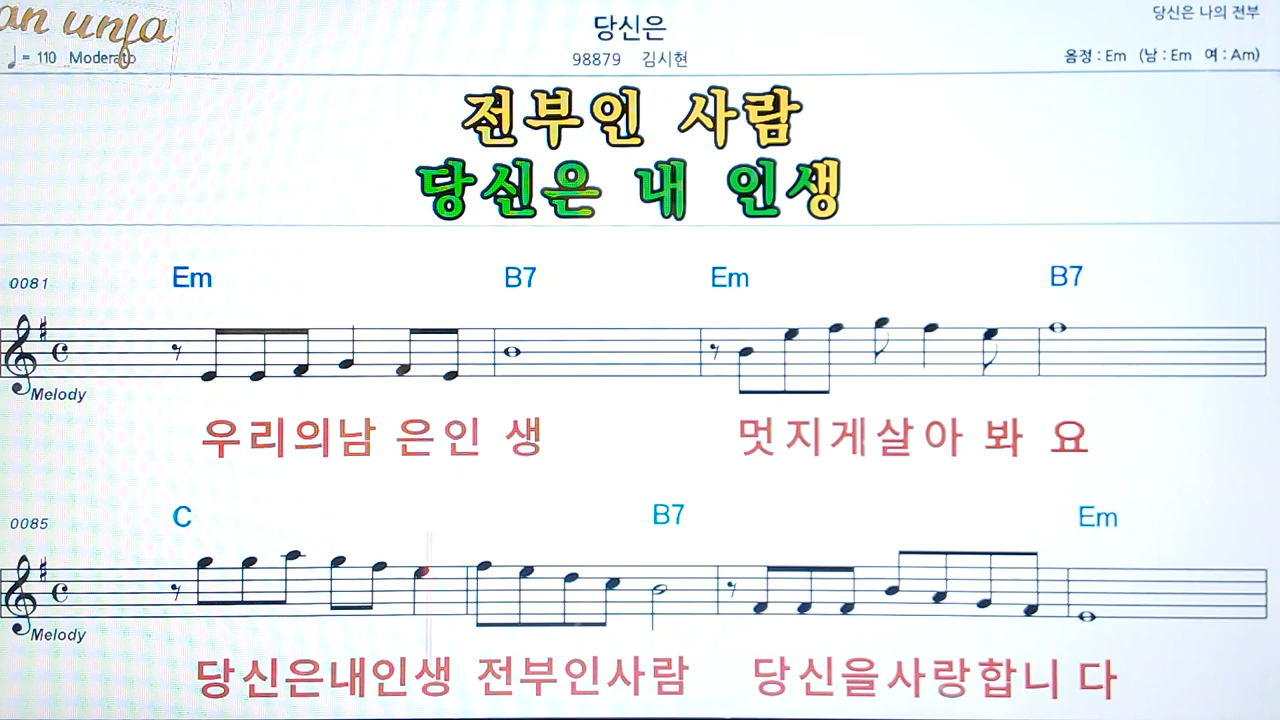 an unfa
당신은
당신은 나의 전부
♩= 110 Moderato
98879 김시현
음정 : Em (남 : Em 여 : Am)
전부인 사람
당신은 내 인생
0081 Em B7 Em B7
Melody
우리의남 은인 생 멋지게살아 봐 요
0085 C B7 Em
Melody
당신은내인생 전부인사람 당신을사랑합니 다